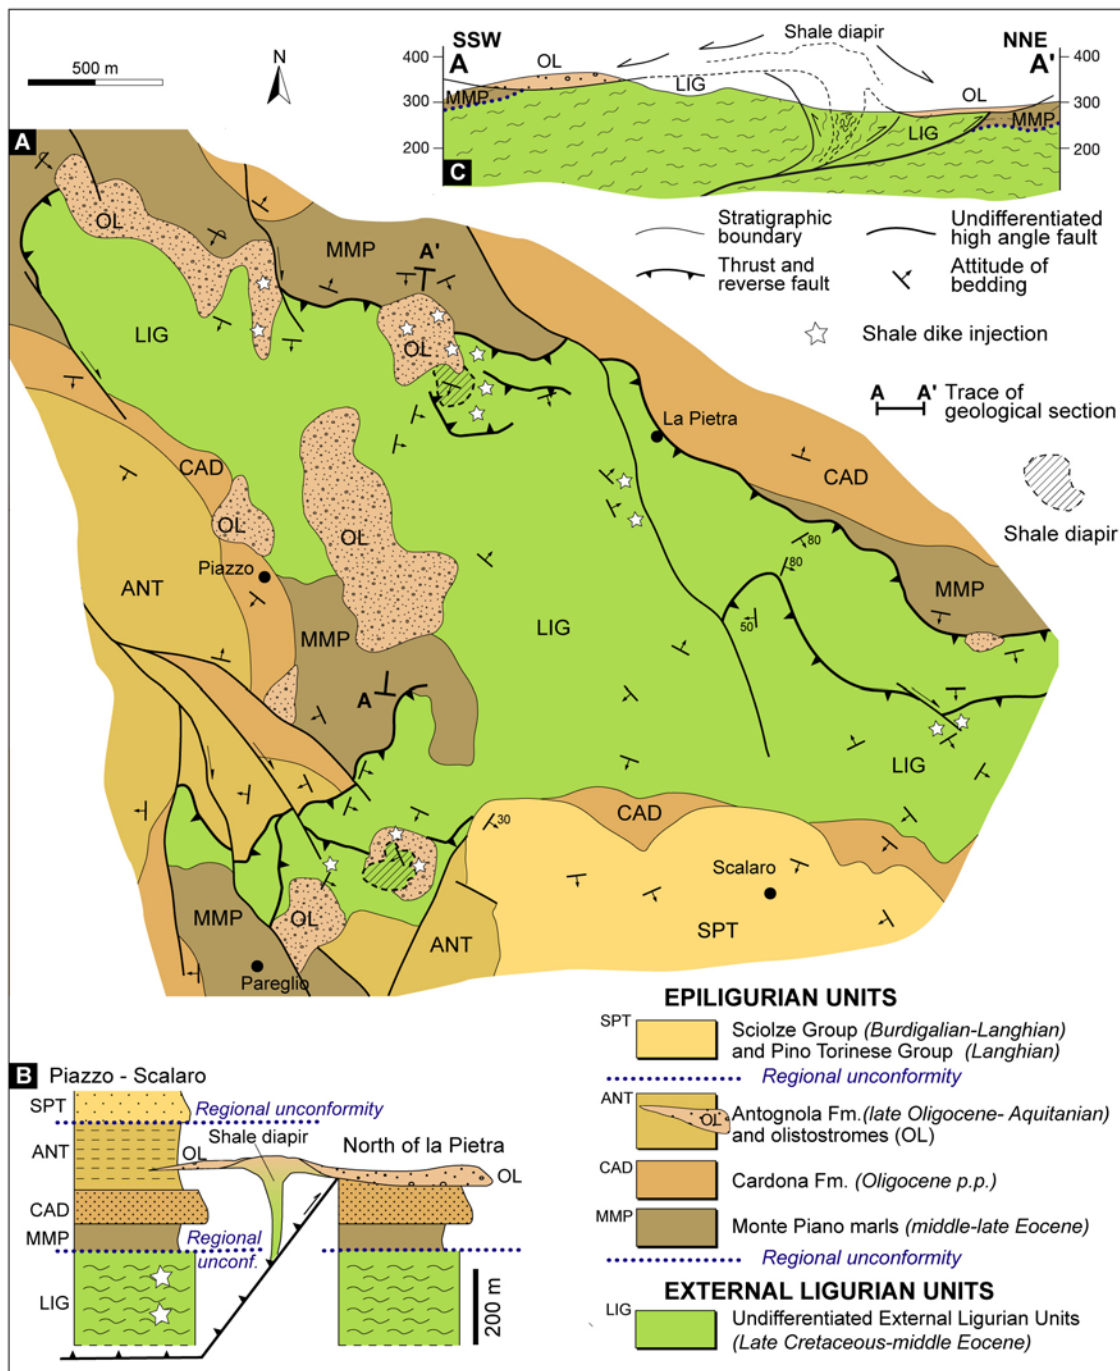 SSW
A
OL
Shale diapir
NNE
A'
OL
400
300
200
MMP
LIG
LIG
MMP
400
300
200
C
500 m
N
A
Stratigraphic
boundary
Undifferentiated
high angle fault
Thrust and
reverse fault
Attitude of
bedding
Shale dike injection
A A' Trace of
geological section
Shale diapir
OL
MMP
A'
LIG
OL
La Pietra
CAD
CAD
OL
OL
Piazzo
ANT
MMP
LIG
80
80
50
MMP
A
LIG
30
CAD
Scalaro
SPT
MMP
OL
ANT
Pareglio
B Piazzo - Scalaro
SPT
Regional unconformity
ANT
Shale diapir
OL
North of la Pietra
OL
CAD
MMP
Regional
unconf.
LIG
200 m
EPILIGURIAN UNITS
SPT
Sciolze Group (Burdigalian-Langhian)
and Pino Torinese Group (Langhian)
Regional unconformity
ANT
OL
Antognola Fm.(late Oligocene- Aquitanian)
and olistostromes (OL)
CAD
Cardona Fm. (Oligocene p.p.)
MMP
Monte Piano marls (middle-late Eocene)
Regional unconformity
EXTERNAL LIGURIAN UNITS
LIG
Undifferentiated External Ligurian Units
(Late Cretaceous-middle Eocene)